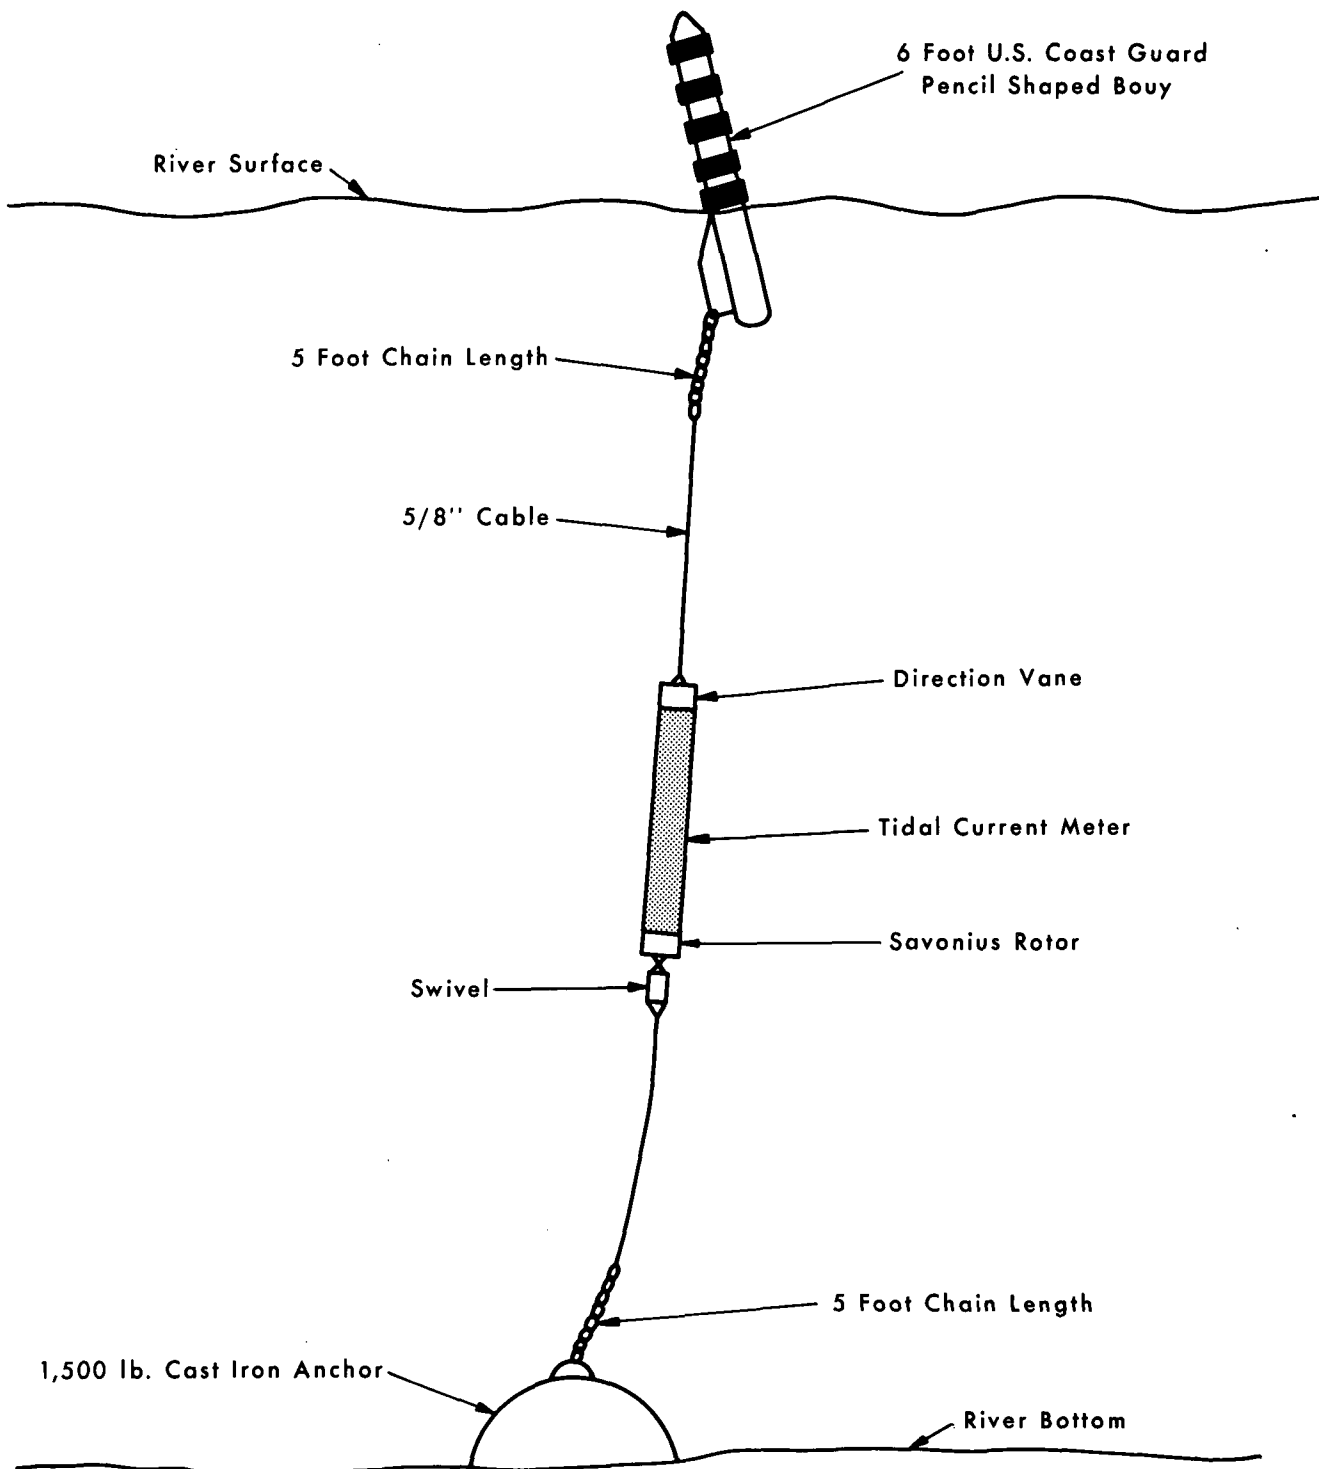 6 Foot U.S. Coast Guard
Pencil Shaped Bouy
River Surface
5 Foot Chain Length
5/8'' Cable
Direction Vane
Tidal Current Meter
Savonius Rotor
Swivel
5 Foot Chain Length
1,500 lb. Cast Iron Anchor
River Bottom